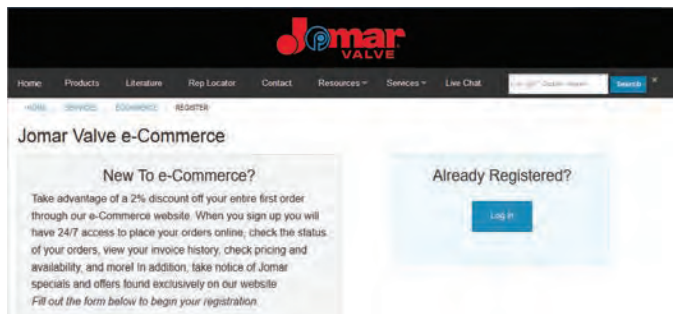 Jomar
VALVE
Home Products Literature Rep Locator Contact Resources Services Live Chat Search
HOME SERVICES ECOMMERCE REGISTER
Jomar Valve e-Commerce
New To e-Commerce?
Take advantage of a 2% discount off your entire first order
through our e-Commerce website. When you sign up you will
have 24/7 access to place your orders online, check the status
of your orders, view your invoice history, check pricing and
availability, and more! In addition, take notice of Jomar
specials and offers found exclusively on our website
Fill out the form below to begin your registration
Already Registered?
Log in